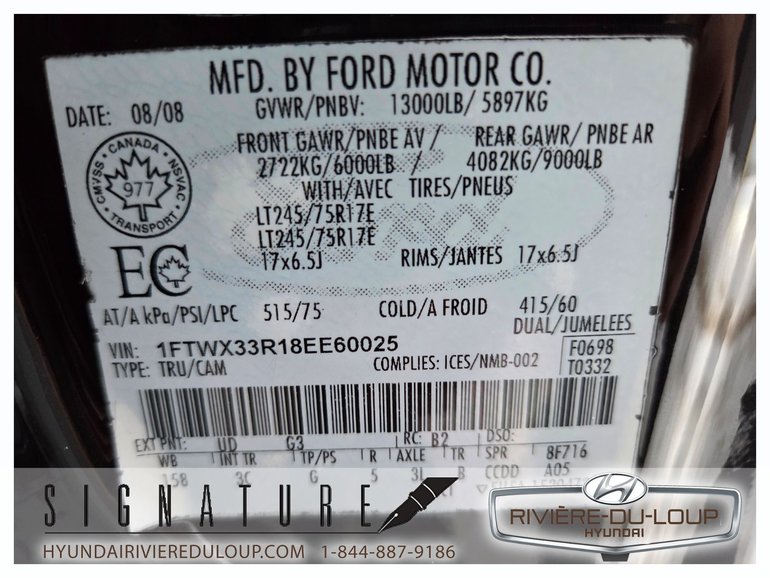 MFD. BY FORD MOTOR CO.
DATE: 08/08
GVWR/PNBV: 13000LB/ 5897KG
FRONT GAWR/PNBE AV / REAR GAWR/ PNBE AR
2722KG/6000LB / 4082KG/9000LB
WITH/AVEC TIRES/PNEUS
CMVSS • CANADA • NSVAC
977
TRANSPORT
LT245/75R17E
LT245/75R17E
17x6.5J RIMS/JANTES 17x6.5J
EC
AT/A kPa/PSI/LPC 515/75 COLD/A FROID 415/60
DUAL/JUMELEES
VIN: 1FTWX33R18EE60025
F0698
TYPE: TRU/CAM COMPLIES: ICES/NMB-002 T0332
EXT PNT: UD G3 RC: B2 DSO:
WB INT TR TP/PS R AXLE TR SPR 8F716
158 3C G 5 3L B CCDD A05
SIGNATURE
HYUNDAIRIVIEREDULOUP.COM 1-844-887-9186
RIVIÈRE-DU-LOUP
HYUNDAI